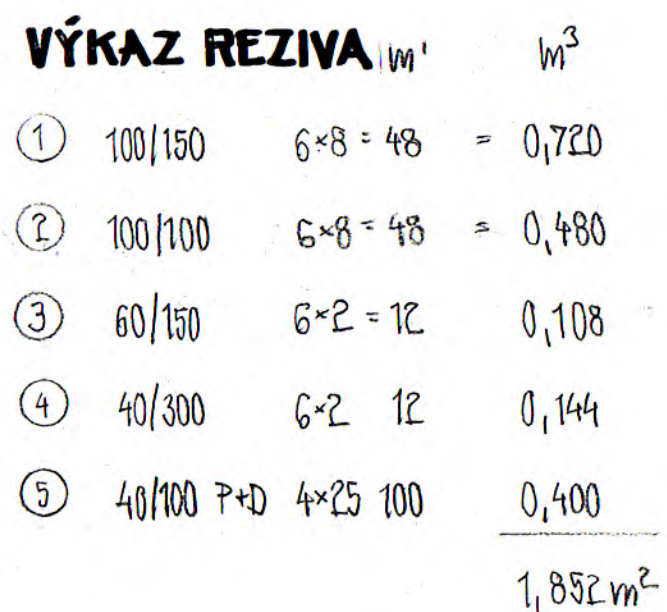 VÝKAZ REZIVA m' m³
1 100/150 6×8 = 48 = 0,720
2 100/100 6×8 = 48 = 0,480
3 60/150 6×2 = 12 0,108
4 40/300 6×2 12 0,144
5 40/100 P+D 4×25 100 0,400
1,852 m²